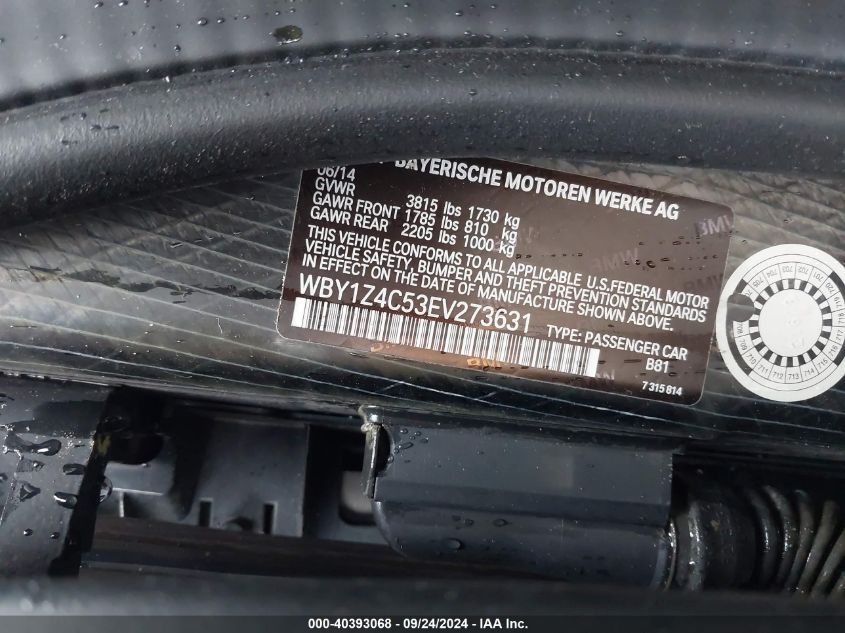 BAYERISCHE MOTOREN WERKE AG
06/14
GVWR 3815 lbs 1730 kg
GAWR FRONT 1785 lbs 810 kg
GAWR REAR 2205 lbs 1000 kg
THIS VEHICLE CONFORMS TO ALL APPLICABLE U.S.FEDERAL MOTOR
VEHICLE SAFETY, BUMPER AND THEFT PREVENTION STANDARDS
IN EFFECT ON THE DATE OF MANUFACTURE SHOWN ABOVE.
WBY1Z4C53EV273631 TYPE: PASSENGER CAR
B81
7 315 814
000-40393068 - 09/24/2024 - IAA Inc.